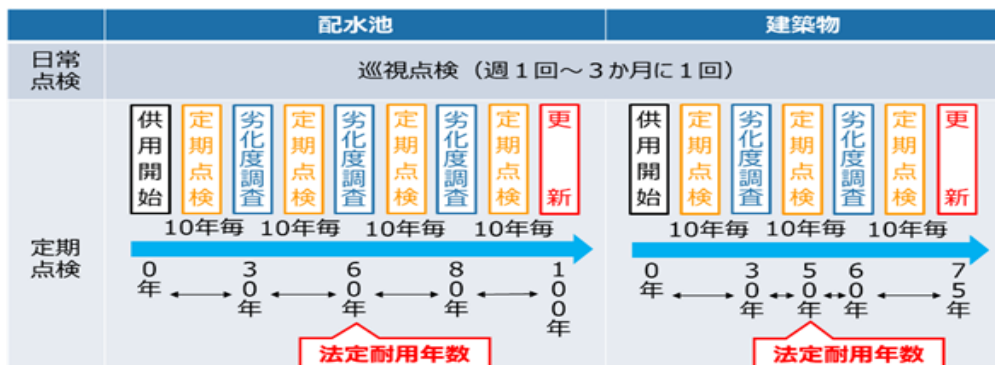 配水池
建築物
日常
点検
巡視点検（週１回～３か月に１回）
定期
点検
供用開始
定期点検
劣化度調査
定期点検
劣化度調査
定期点検
劣化度調査
定期点検
更新
10年毎
10年毎
10年毎
10年毎
０年
３０年
６０年
８０年
１００年
法定耐用年数
供用開始
定期点検
劣化度調査
定期点検
劣化度調査
定期点検
更新
10年毎
10年毎
10年毎
０年
３０年
５０年
６０年
７５年
法定耐用年数